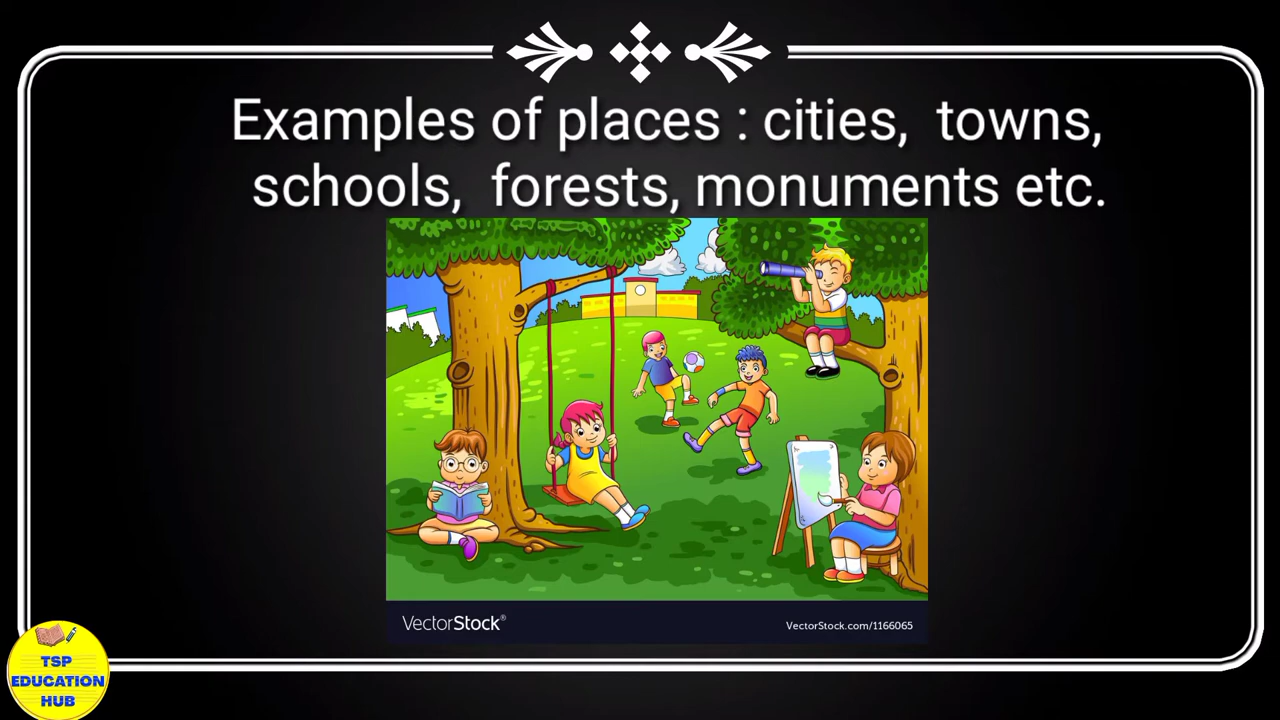 Examples of places : cities, towns,
schools, forests, monuments etc.
VectorStock®
VectorStock.com/1166065
TSP
EDUCATION
HUB